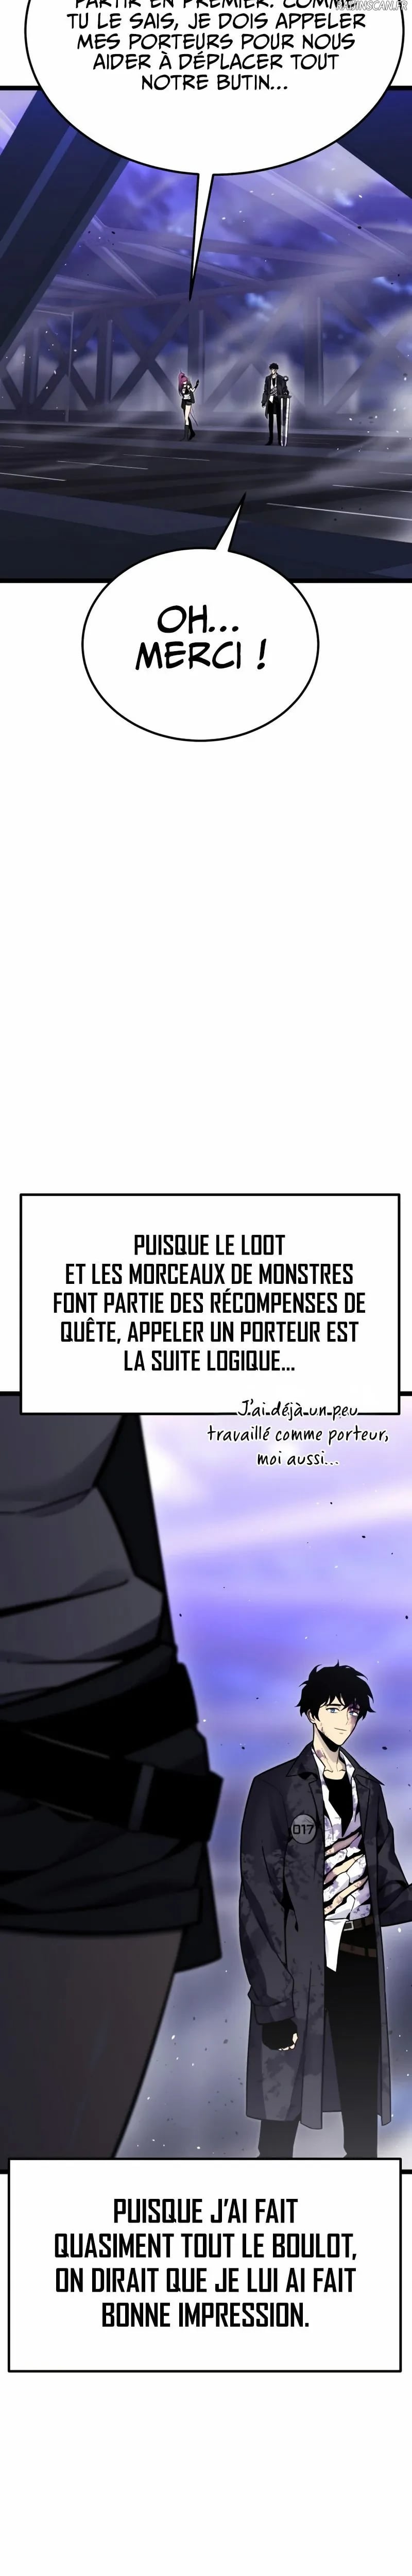 RAIJINSCAN.FR
PARTIR EN PREMIER. COMME
TU LE SAIS, JE DOIS APPELER
MES PORTEURS POUR NOUS
AIDER À DÉPLACER TOUT
NOTRE BUTIN...
OH...
MERCI !
PUISQUE LE LOOT
ET LES MORCEAUX DE MONSTRES
FONT PARTIE DES RÉCOMPENSES DE
QUÊTE, APPELER UN PORTEUR EST
LA SUITE LOGIQUE...
J'ai déjà un peu
travaillé comme porteur,
moi aussi...
017
PUISQUE J'AI FAIT
QUASIMENT TOUT LE BOULOT,
ON DIRAIT QUE JE LUI AI FAIT
BONNE IMPRESSION.